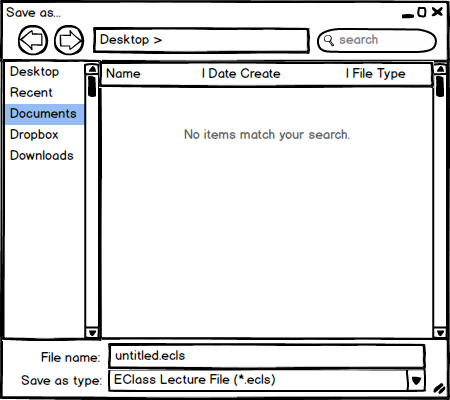 Save as...
Desktop >
search
Desktop
Recent
Documents
Dropbox
Downloads
Name | Date Create | File Type
No items match your search.
File name: untitled.ecls
Save as type: EClass Lecture File (*.ecls)